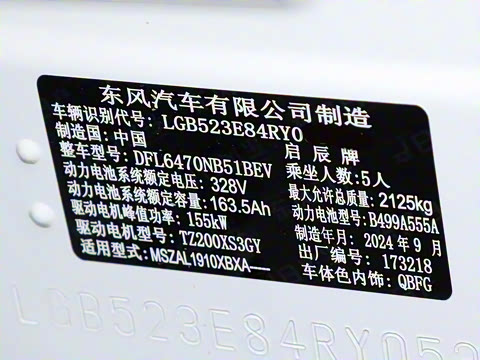 东风汽车有限公司制造
车辆识别代号: LGB523E84RY0
制造国: 中国 启辰牌
整车型号: DFL6470NB51BEV 乘坐人数: 5人
动力电池系统额定电压: 328V 最大允许总质量: 2125kg
动力电池系统额定容量: 163.5Ah 动力电池型号: B499A555A
驱动电机峰值功率: 155kW 制造年月: 2024年9月
驱动电机型号: TZ200XS3GY 出厂编号: 173218
适用型式: MSZAL1910XBXA---- 车体色内饰: QBFG
LGB523E84RY052